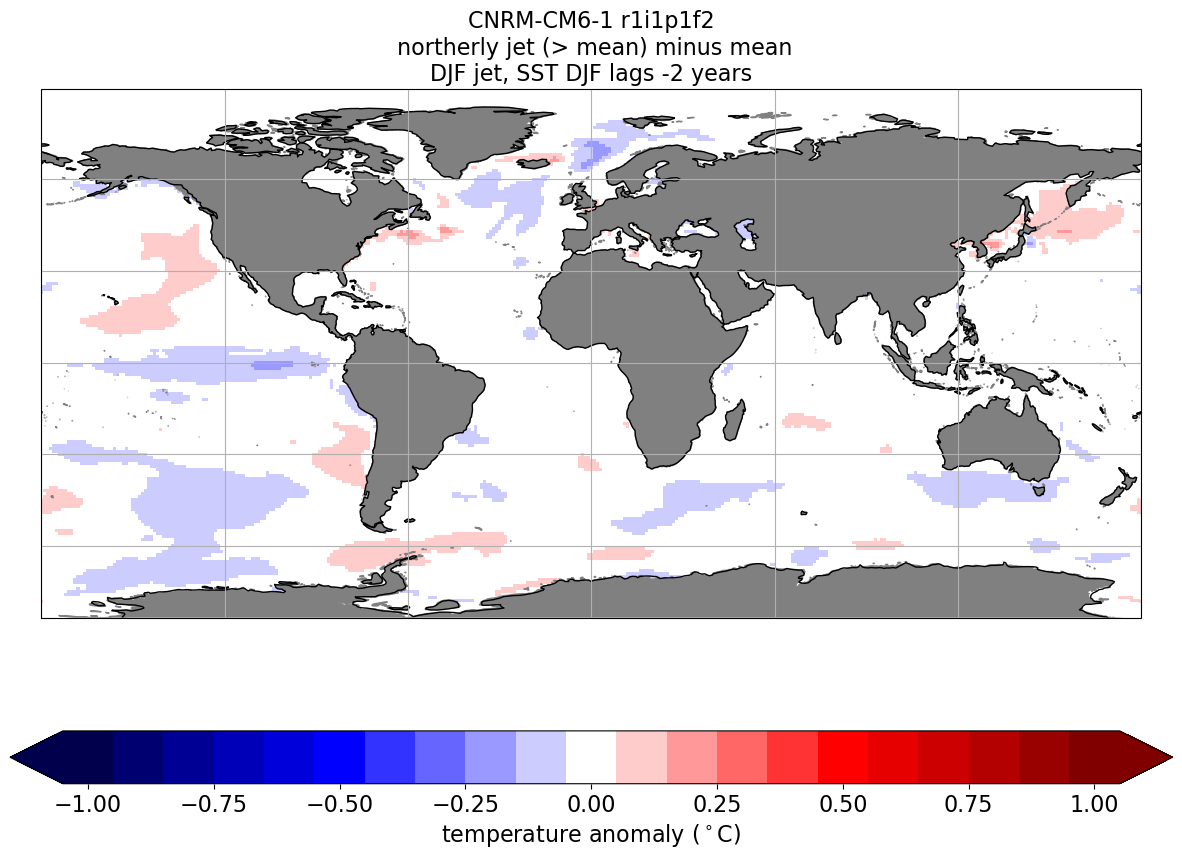 CNRM-CM6-1 r1i1p1f2
northerly jet (> mean) minus mean
DJF jet, SST DJF lags -2 years
−1.00 −0.75 −0.50 −0.25 0.00 0.25 0.50 0.75 1.00
temperature anomaly (°C)